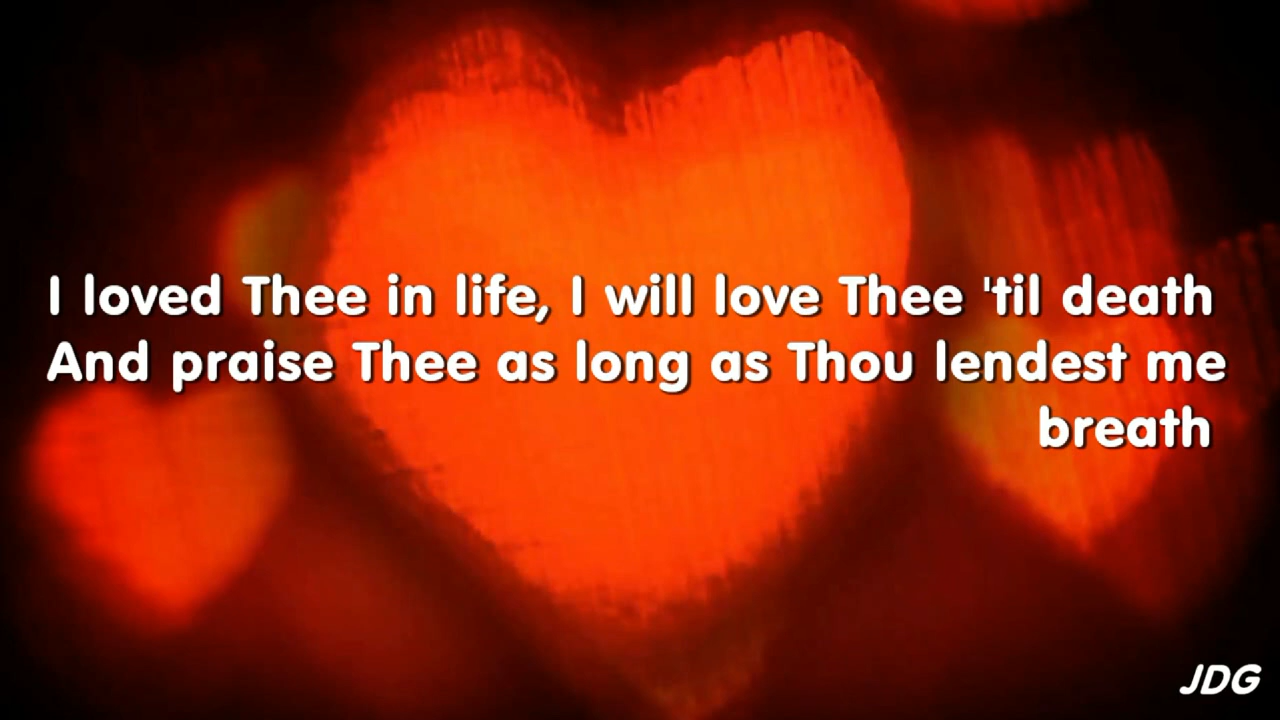 I loved Thee in life, I will love Thee 'til death
And praise Thee as long as Thou lendest me
breath
JDG